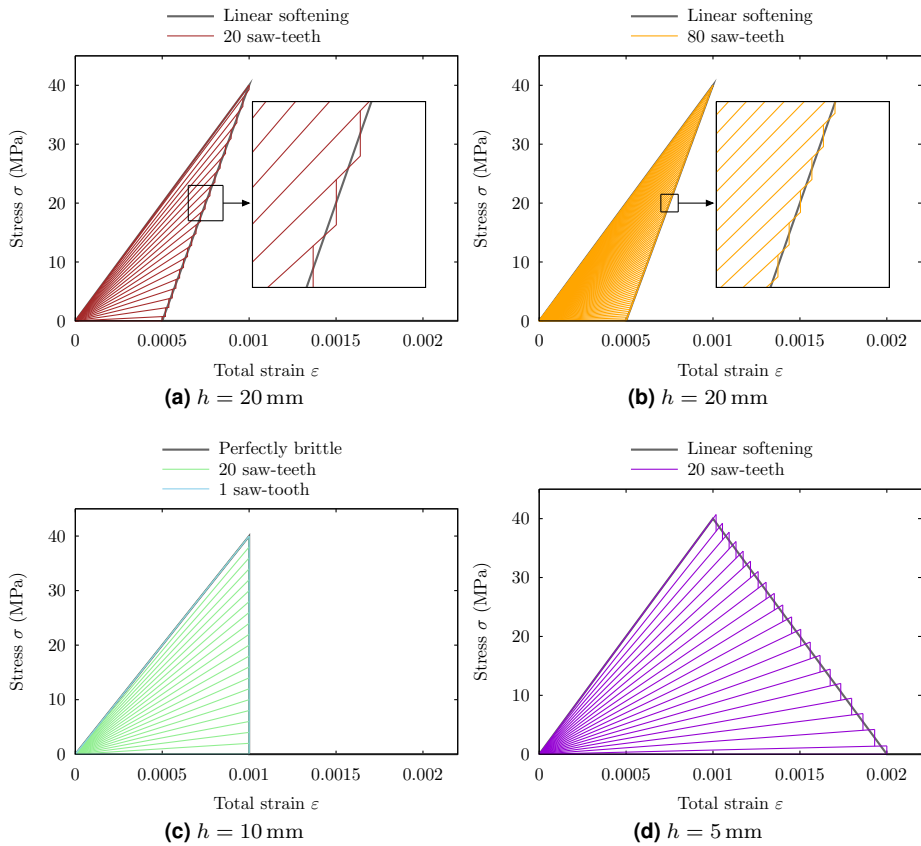 Linear softening
20 saw-teeth
Stress σ (MPa)
40
30
20
10
0
0
0.0005
0.001
0.0015
0.002
Total strain ε
(a) h = 20 mm
Linear softening
80 saw-teeth
Stress σ (MPa)
40
30
20
10
0
0
0.0005
0.001
0.0015
0.002
Total strain ε
(b) h = 20 mm
Perfectly brittle
20 saw-teeth
1 saw-tooth
Stress σ (MPa)
40
30
20
10
0
0
0.0005
0.001
0.0015
0.002
Total strain ε
(c) h = 10 mm
Linear softening
20 saw-teeth
Stress σ (MPa)
40
30
20
10
0
0
0.0005
0.001
0.0015
0.002
Total strain ε
(d) h = 5 mm